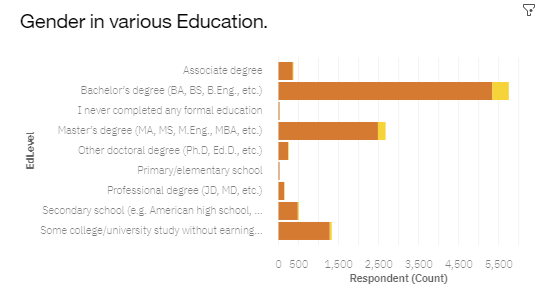 Gender in various Education.
Associate degree
Bachelor's degree (BA, BS, B.Eng., etc.)
I never completed any formal education
Master's degree (MA, MS, M.Eng., MBA, etc.)
Other doctoral degree (Ph.D, Ed.D., etc.)
Primary/elementary school
Professional degree (JD, MD, etc.)
Secondary school (e.g. American high school, ...
Some college/university study without earning...
EdLevel
0 500 1,500 2,500 3,500 4,500 5,500
Respondent (Count)